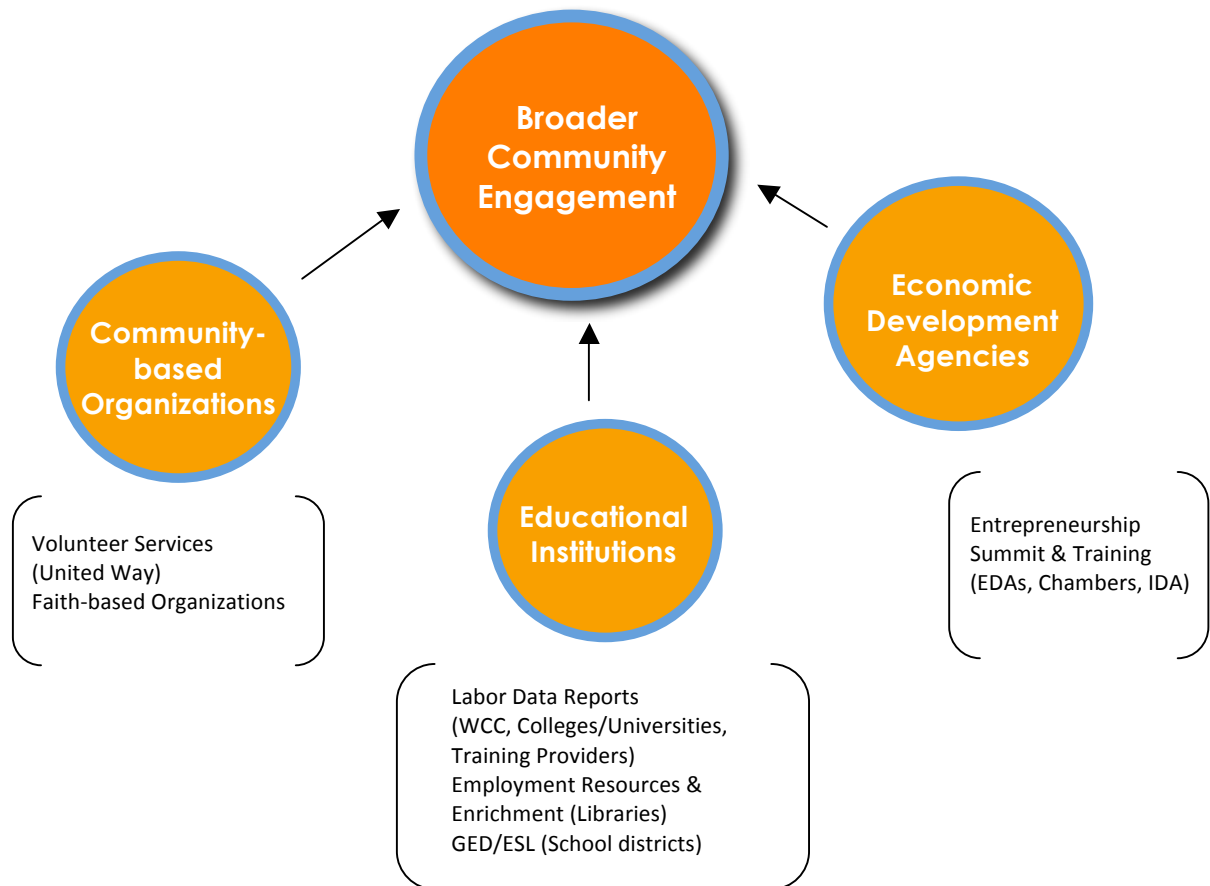 Broader
Community
Engagement
Community-
based
Organizations
Economic
Development
Agencies
Educational
Institutions
Volunteer Services
(United Way)
Faith-based Organizations
Labor Data Reports
(WCC, Colleges/Universities,
Training Providers)
Employment Resources &
Enrichment (Libraries)
GED/ESL (School districts)
Entrepreneurship
Summit & Training
(EDAs, Chambers, IDA)